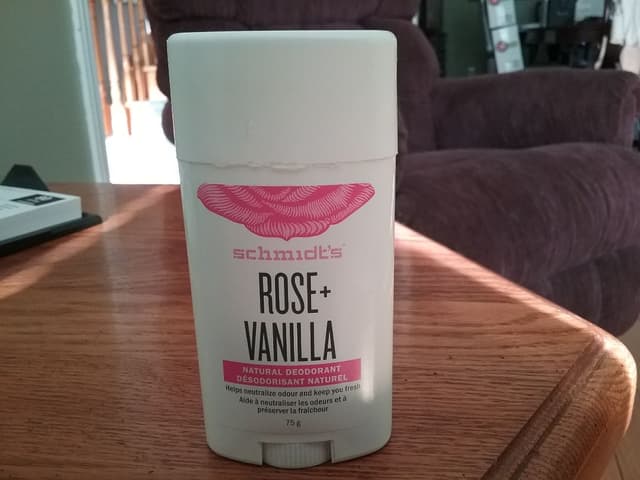 schmidt's
ROSE+
VANILLA
NATURAL DEODORANT
DÉSODORISANT NATUREL
Helps neutralize odour and keep you fresh
Aide à neutraliser les odeurs et à
préserver la fraîcheur
75 g